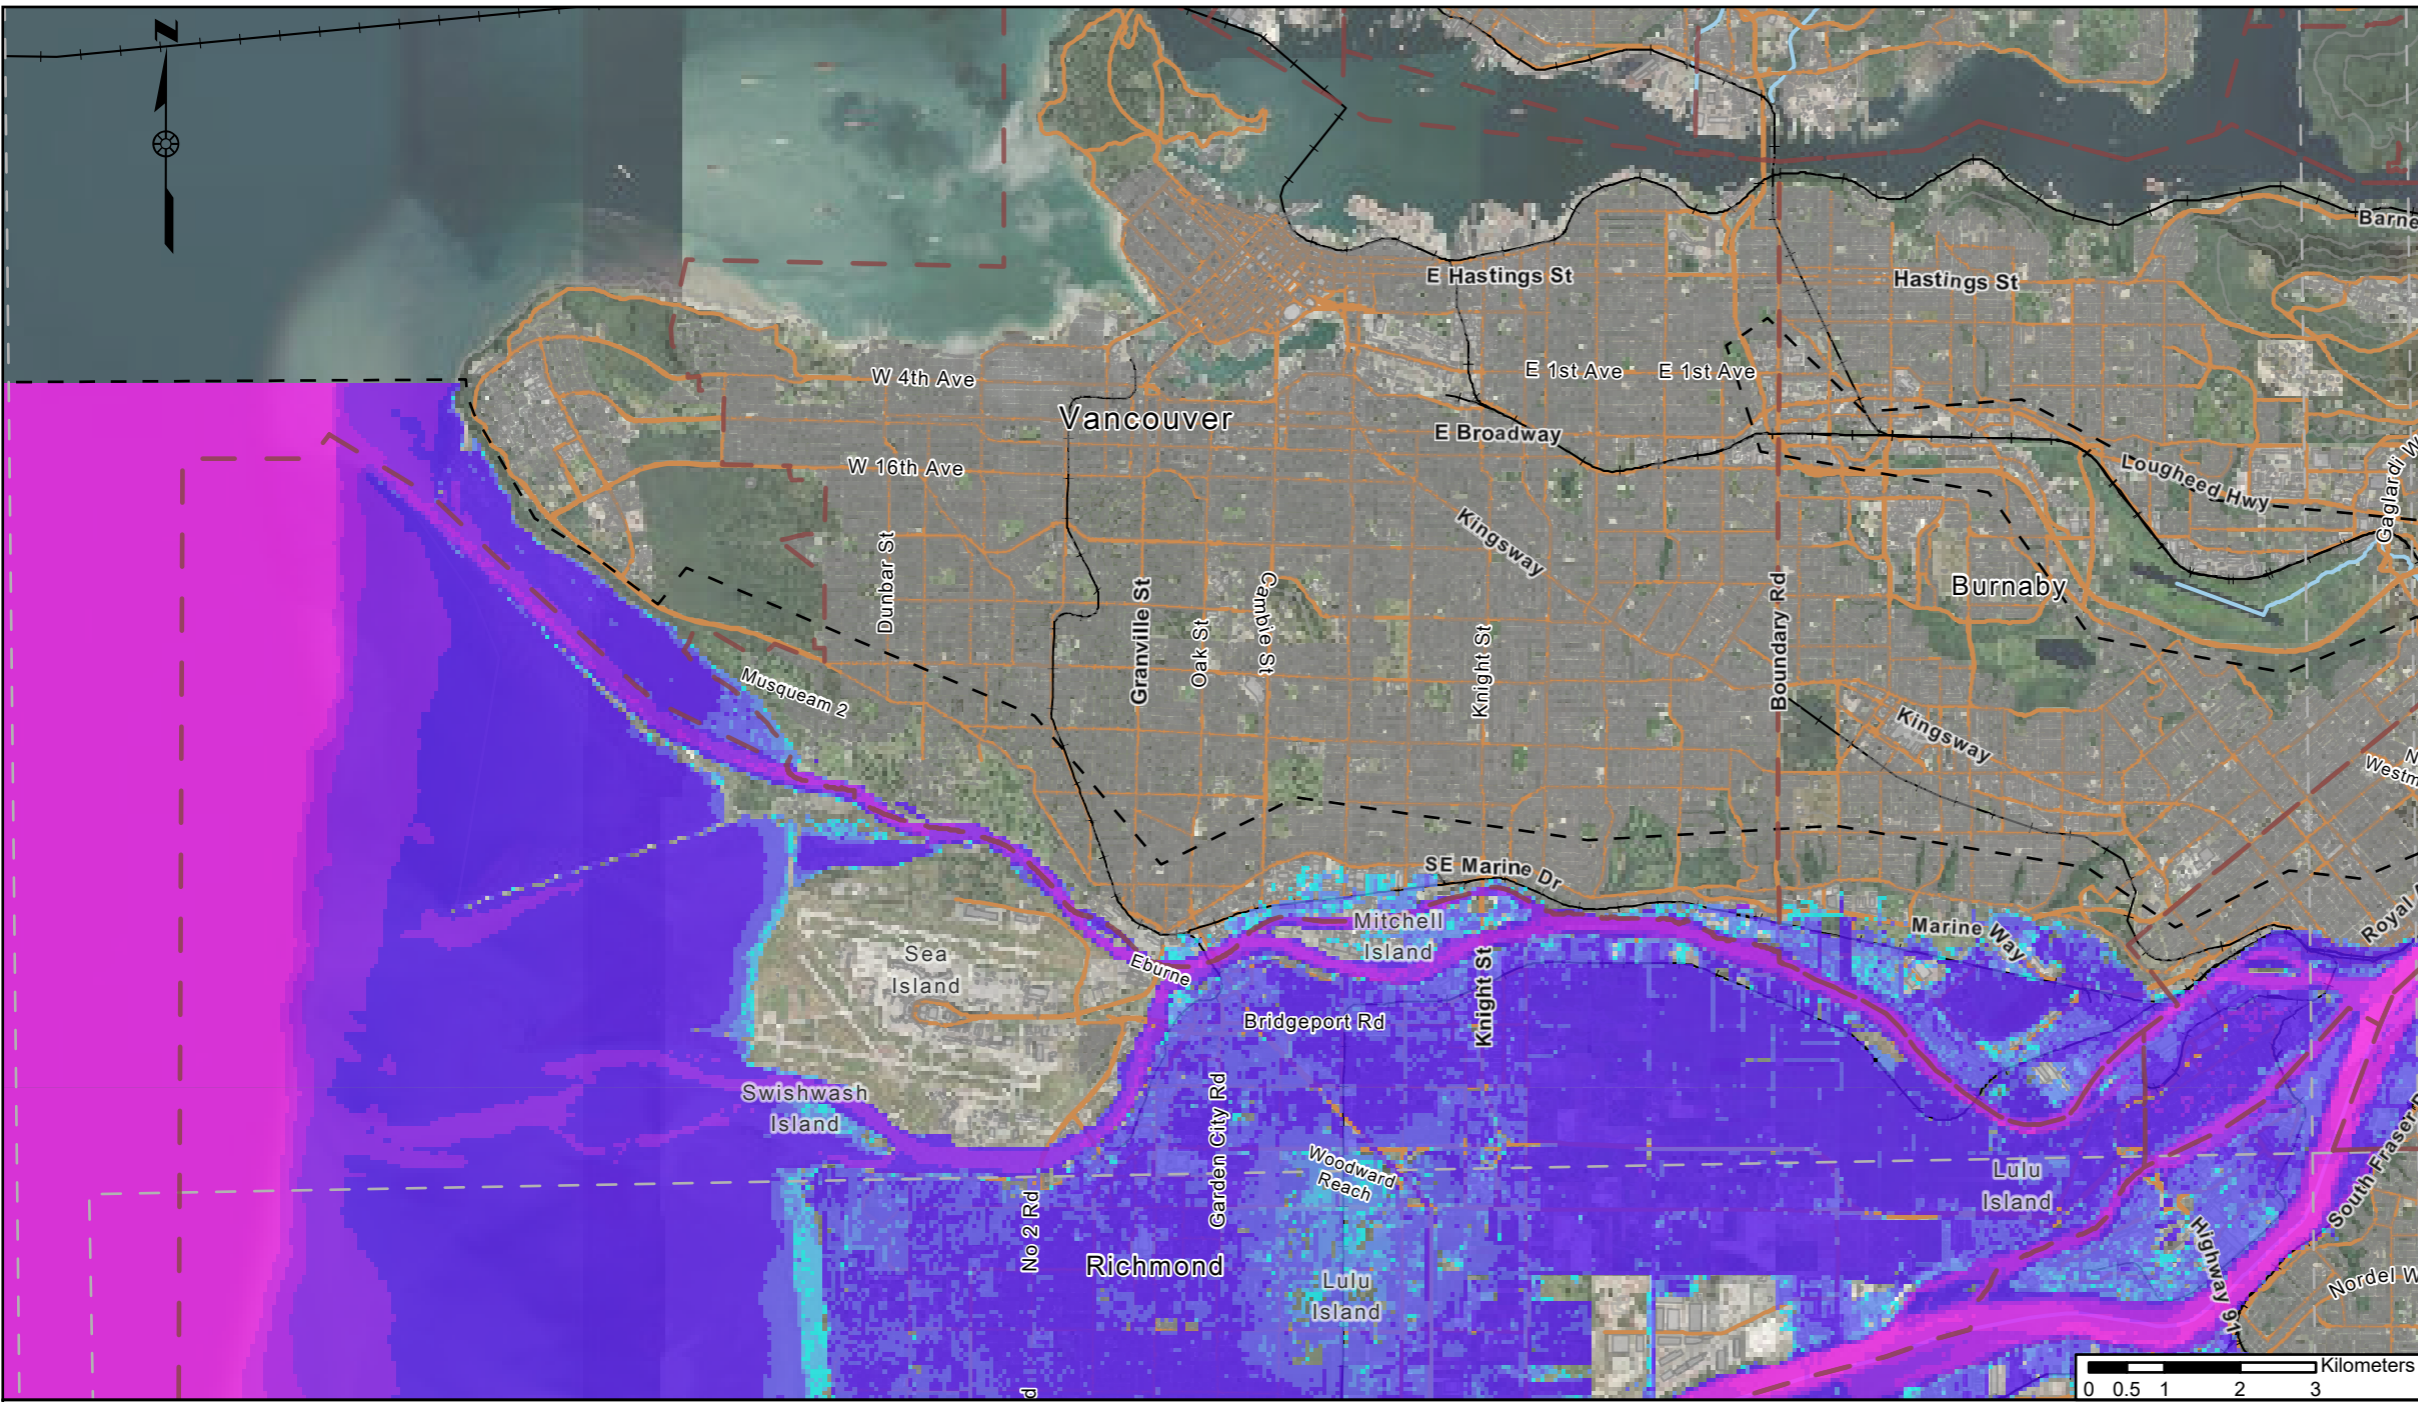 N
Barne
E Hastings St
Hastings St
W 4th Ave
E 1st Ave
E 1st Ave
Vancouver
E Broadway
W 16th Ave
Lougheed Hwy
Gaglardi W
Kingsway
Dunbar St
Granville St
Oak St
Cambie St
Knight St
Boundary Rd
Burnaby
Musqueam 2
Kingsway
N
Westm
SE Marine Dr
Mitchell
Island
Marine Way
Royal A
Sea
Island
Eburne
Knight St
Bridgeport Rd
Swishwash
Island
Garden City Rd
Woodward
Reach
Lulu
Island
South Fraser P
No 2 Rd
Richmond
Lulu
Island
Highway 91
Nordel W
d
Kilometers
0 0.5 1 2 3